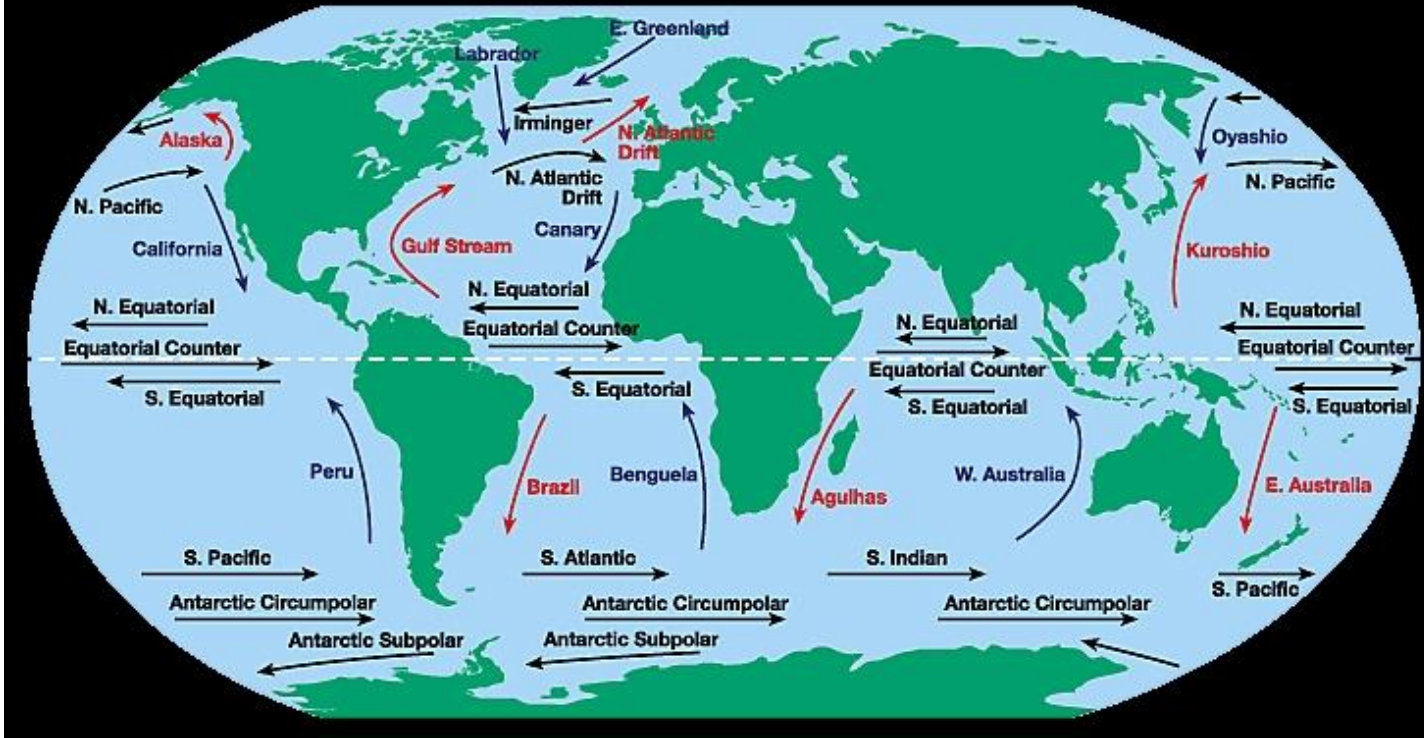 E. Greenland
Labrador
Irminger
Alaska
N. Atlantic
Drift
Oyashio
N. Atlantic
Drift
N. Pacific
N. Pacific
Canary
California
Gulf Stream
Kuroshio
N. Equatorial
N. Equatorial
N. Equatorial
N. Equatorial
Equatorial Counter
Equatorial Counter
Equatorial Counter
Equatorial Counter
S. Equatorial
S. Equatorial
S. Equatorial
S. Equatorial
Peru
Brazil
Benguela
Agulhas
W. Australia
E. Australia
S. Pacific
S. Atlantic
S. Indian
S. Pacific
Antarctic Circumpolar
Antarctic Circumpolar
Antarctic Circumpolar
Antarctic Subpolar
Antarctic Subpolar